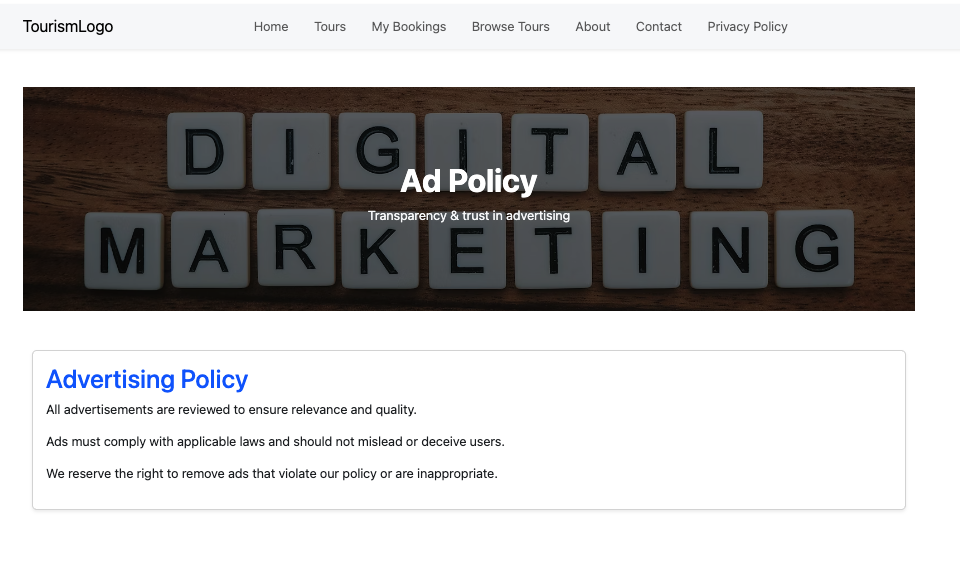 TourismLogo
Home Tours My Bookings Browse Tours About Contact Privacy Policy
DIGITAL
Ad Policy
Transparency & trust in advertising
MARKETING
Advertising Policy
All advertisements are reviewed to ensure relevance and quality.
Ads must comply with applicable laws and should not mislead or deceive users.
We reserve the right to remove ads that violate our policy or are inappropriate.